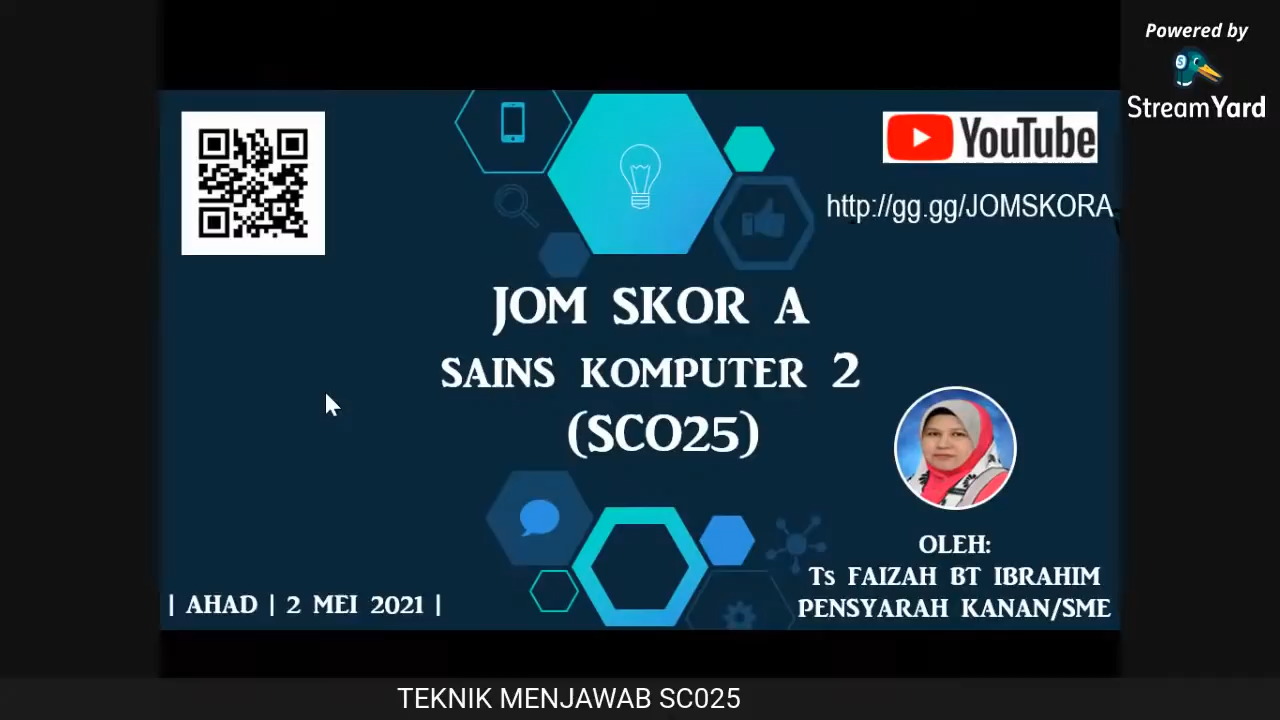 Powered by
StreamYard
YouTube
http://gg.gg/JOMSKORA
JOM SKOR A
SAINS KOMPUTER 2
(SC025)
OLEH:
Ts FAIZAH BT IBRAHIM
PENSYARAH KANAN/SME
| AHAD | 2 MEI 2021 |
TEKNIK MENJAWAB SC025